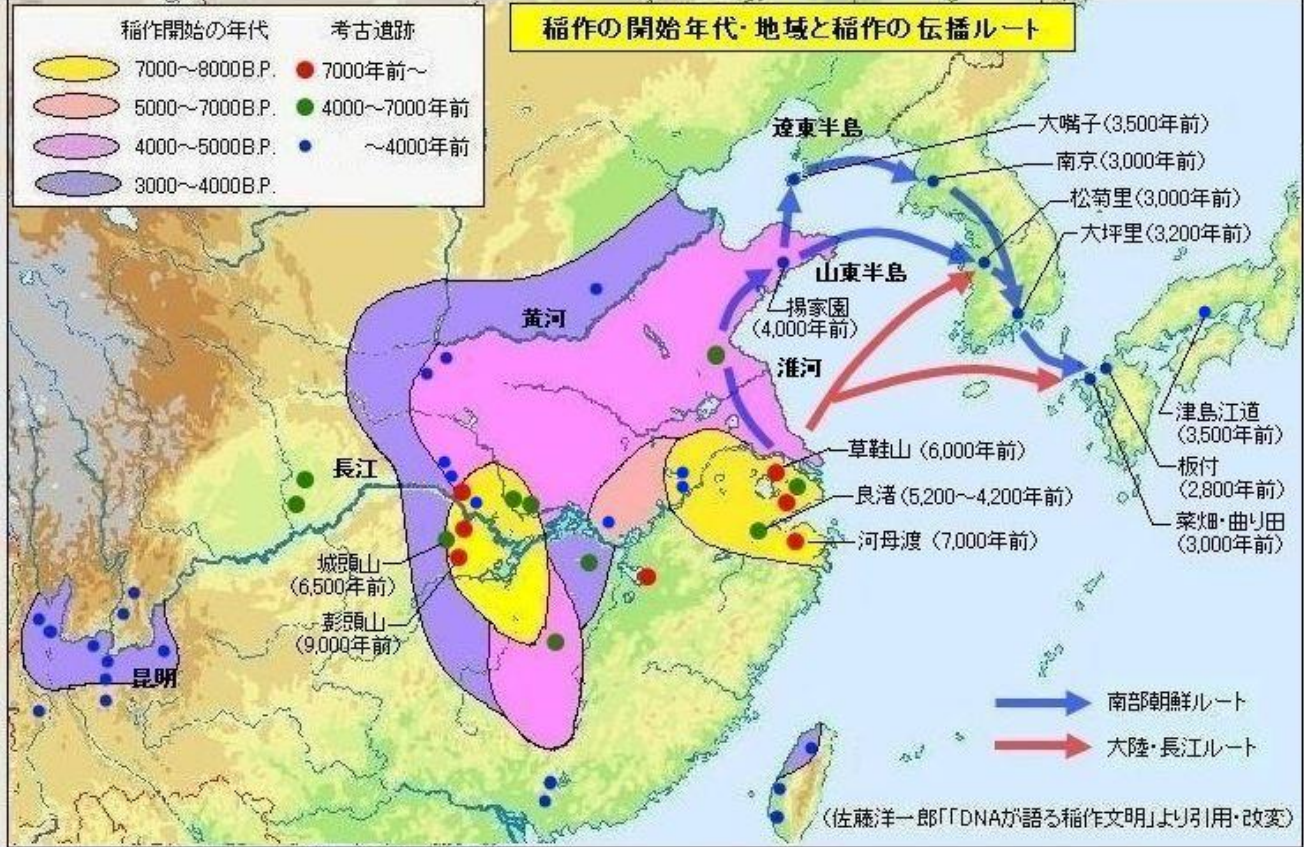 稲作の開始年代・地域と稲作の伝播ルート
稲作開始の年代
考古遺跡
7000～8000B.P.
7000年前～
5000～7000B.P.
4000～7000年前
4000～5000B.P.
～4000年前
3000～4000B.P.
遼東半島
大嘴子(3,500年前)
南京(3,000年前)
松菊里(3,000年前)
大坪里(3,200年前)
山東半島
揚家園
(4,000年前)
黄河
淮河
津島江道
(3,500年前)
板付
(2,800年前)
菜畑・曲り田
(3,000年前)
草鞋山 (6,000年前)
良渚 (5,200～4,200年前)
河母渡 (7,000年前)
長江
城頭山
(6,500年前)
彭頭山
(9,000年前)
昆明
南部朝鮮ルート
大陸・長江ルート
(佐藤洋一郎「「DNAが語る稲作文明」より引用・改変)